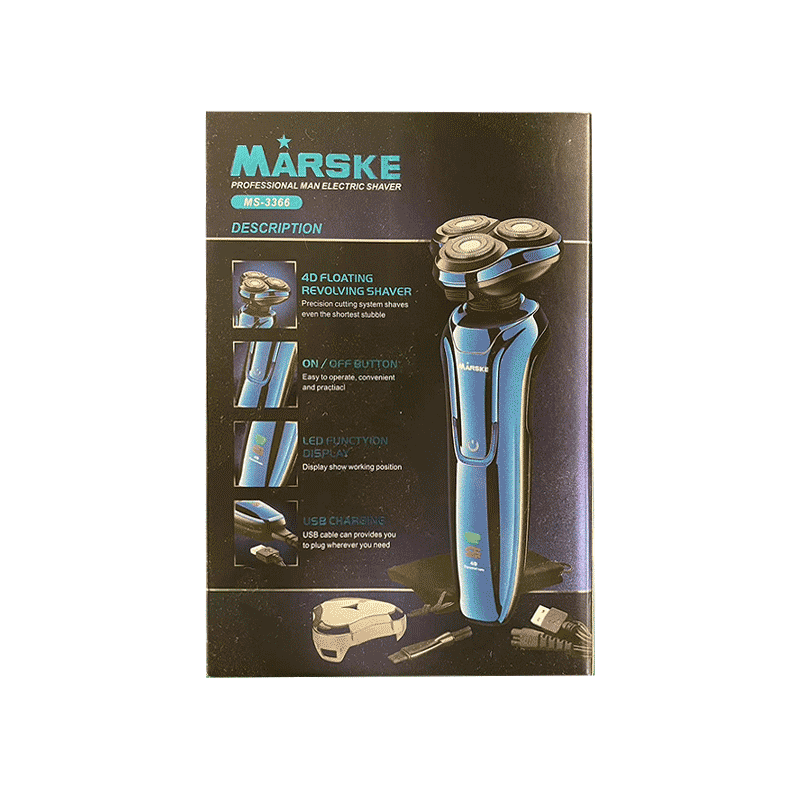 MARSKE
PROFESSIONAL MAN ELECTRIC SHAVER
MS-3366
DESCRIPTION
4D FLOATING
REVOLVING SHAVER
Precision cutting system shaves
even the shortest stubble
ON / OFF BUTTON
Easy to operate, convenient
and practiacl
LED FUNCTYION
DISPLAY
Display show working position
USB CHARGING
USB cable can provides you
to plug wherever you need
MARSKE